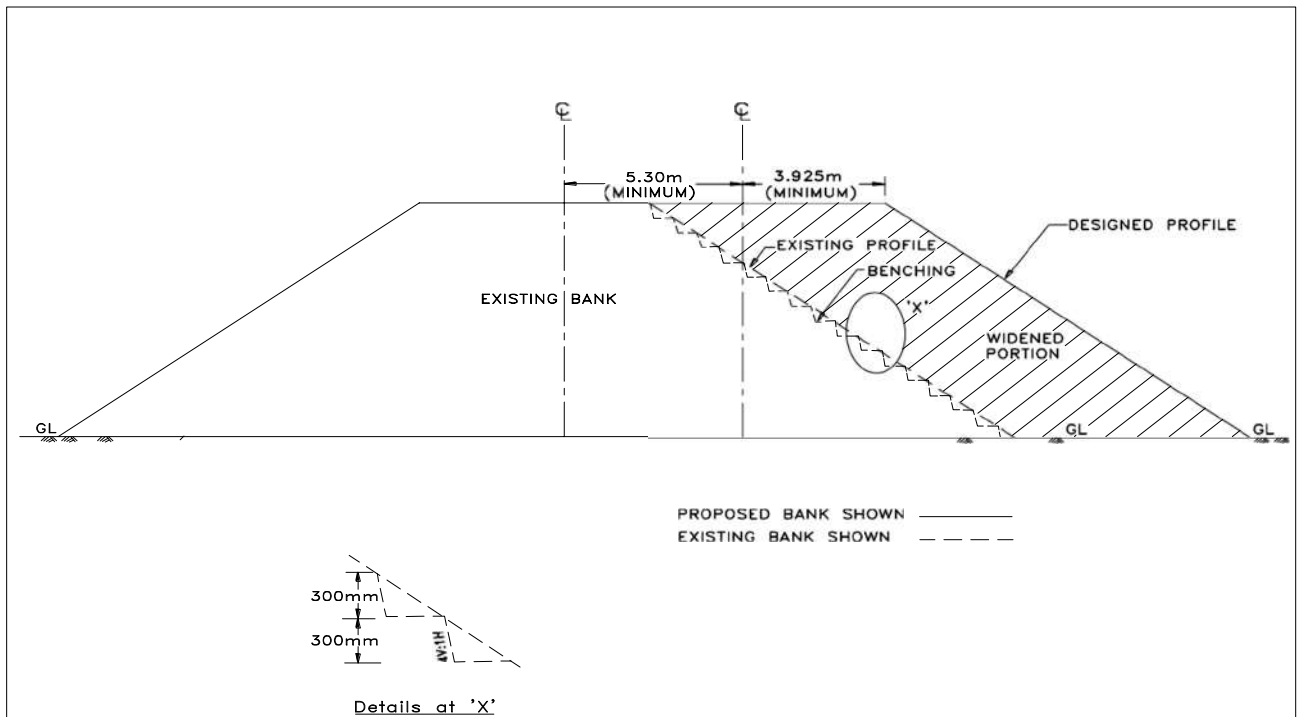 ℄
℄
5.30m
(MINIMUM)
3.925m
(MINIMUM)
DESIGNED PROFILE
EXISTING PROFILE
BENCHING
EXISTING BANK
'X'
WIDENED
PORTION
GL
GL
GL
PROPOSED BANK SHOWN
EXISTING BANK SHOWN
300mm
300mm
4V:1H
Details at 'X'